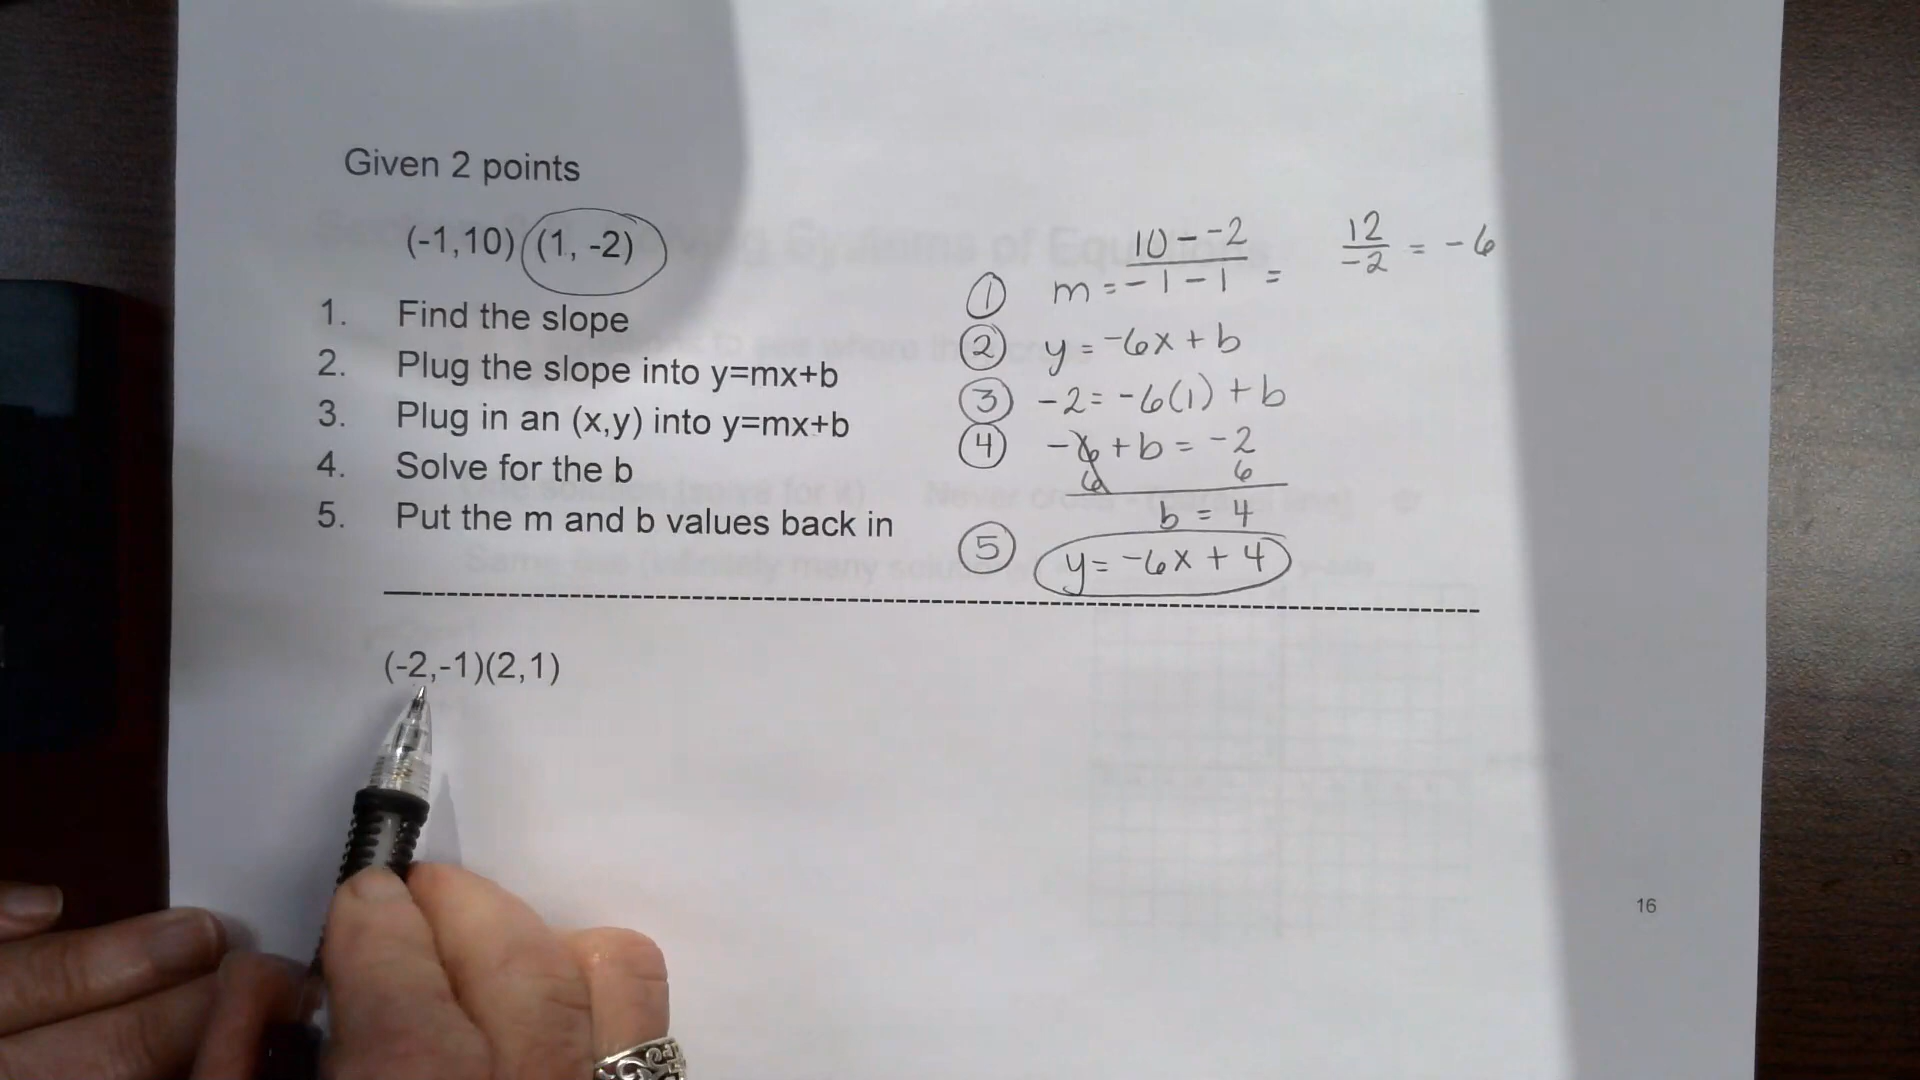 Given 2 points
(-1,10) (1, -2)
1. Find the slope
2. Plug the slope into y=mx+b
3. Plug in an (x,y) into y=mx+b
4. Solve for the b
5. Put the m and b values back in
① m = 10 - -2 / -1 - 1 = 12 / -2 = -6
② y = -6x + b
③ -2 = -6(1) + b
④ -6 + b = -2
6 6
b = 4
⑤ y = -6x + 4
(-2,-1)(2,1)
16